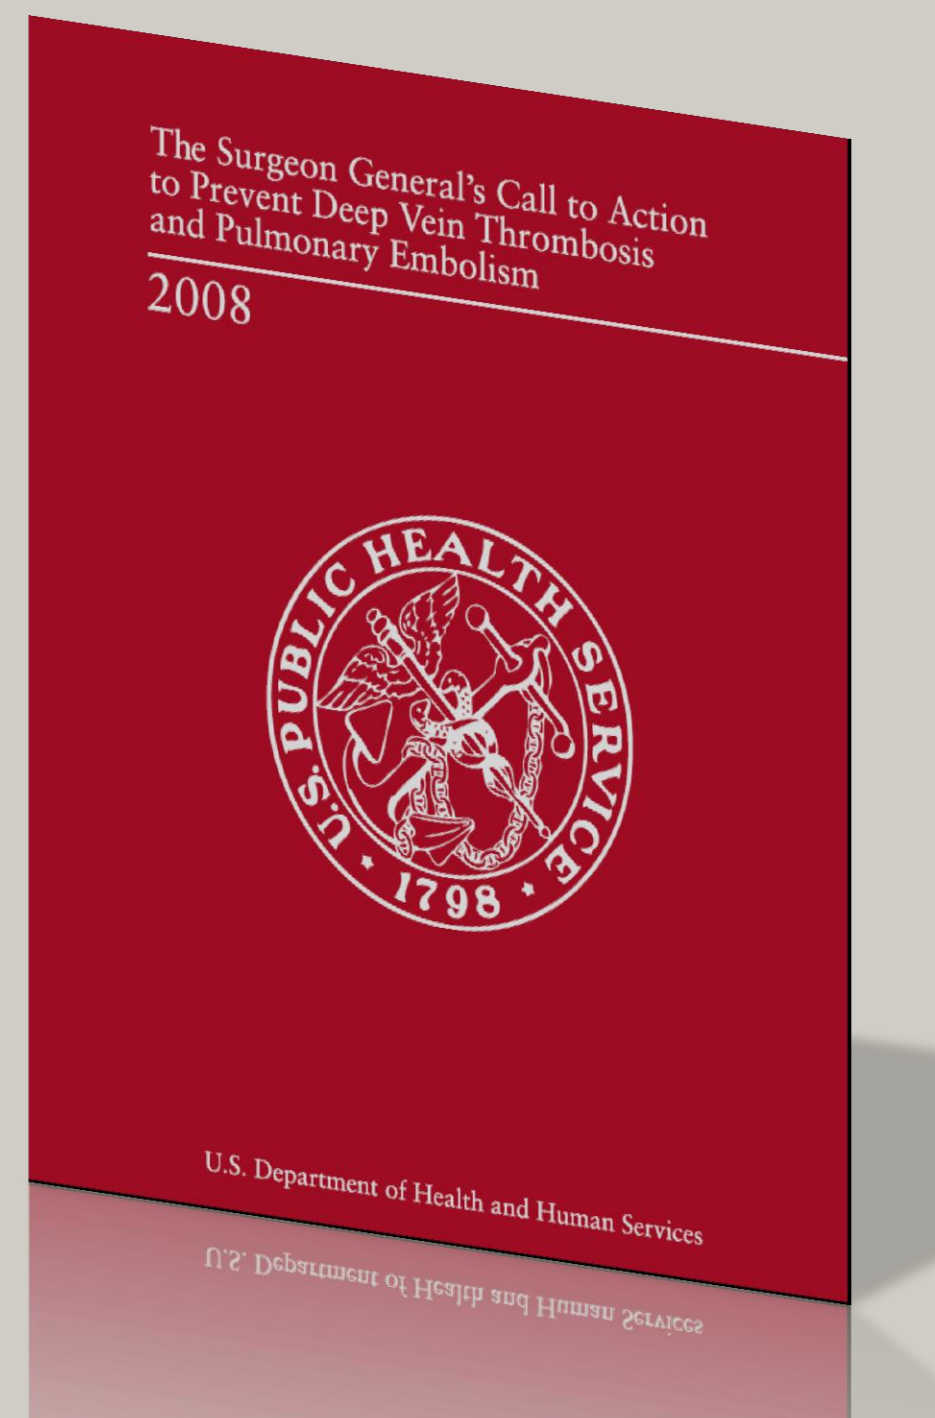 The Surgeon General's Call to Action
to Prevent Deep Vein Thrombosis
and Pulmonary Embolism
2008
U.S. PUBLIC HEALTH SERVICE
1798
U.S. Department of Health and Human Services
U.S. Department of Health and Human Services